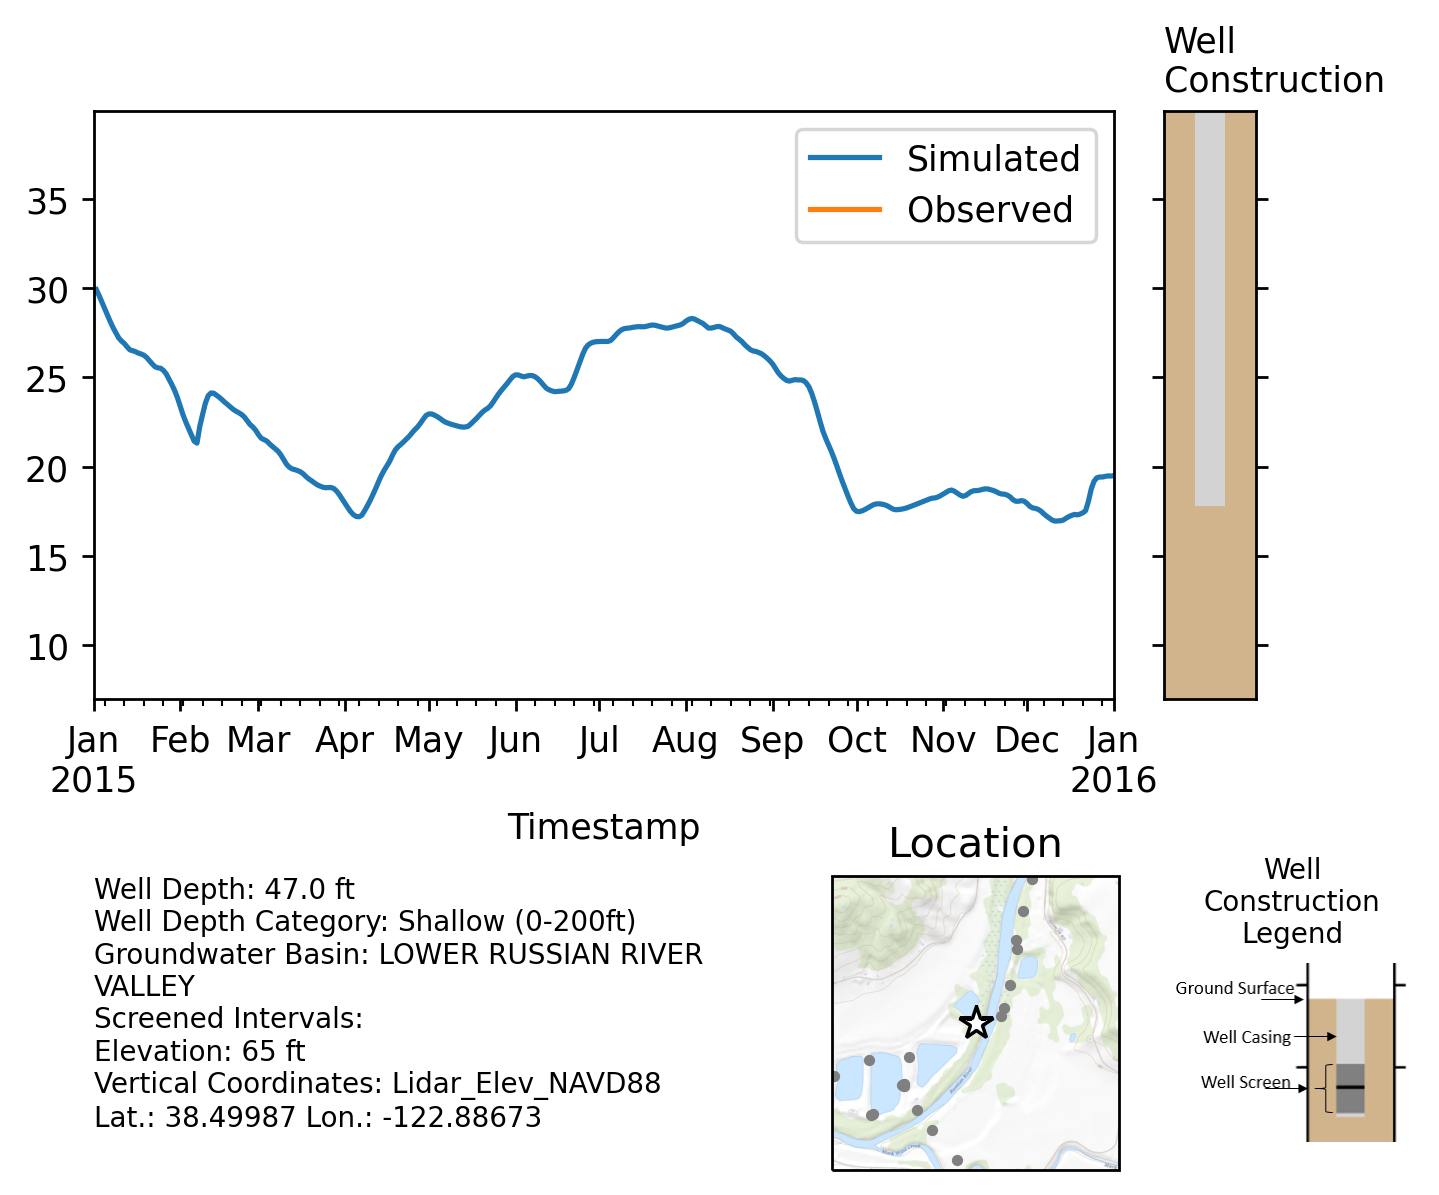 Well
Construction
Simulated
Observed
35
30
25
20
15
10
Jan Feb Mar Apr May Jun Jul Aug Sep Oct Nov Dec Jan
2015 2016
Timestamp
Location
Well Depth: 47.0 ft
Well Depth Category: Shallow (0-200ft)
Groundwater Basin: LOWER RUSSIAN RIVER
VALLEY
Screened Intervals:
Elevation: 65 ft
Vertical Coordinates: Lidar_Elev_NAVD88
Lat.: 38.49987 Lon.: -122.88673
Well
Construction
Legend
Ground Surface
Well Casing
Well Screen